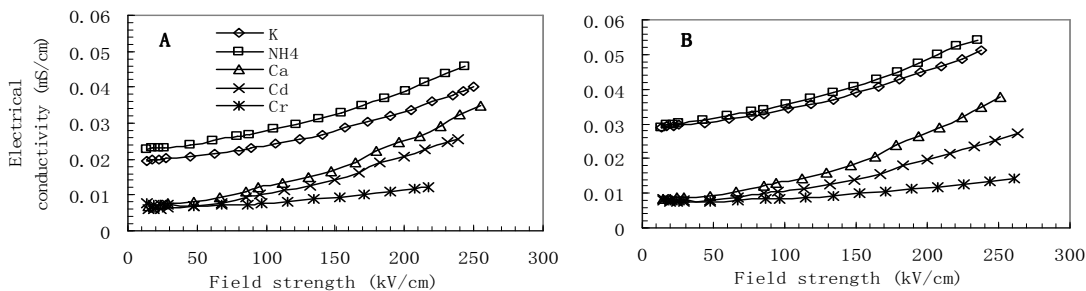 0.06
0.05
0.04
0.03
0.02
0.01
0
Electrical
conductivity (mS/cm)
A
K
NH4
Ca
Cd
Cr
0 50 100 150 200 250 300
Field strength (kV/cm)
0.06
0.05
0.04
0.03
0.02
0.01
0
B
0 50 100 150 200 250 300
Field strength (kV/cm)